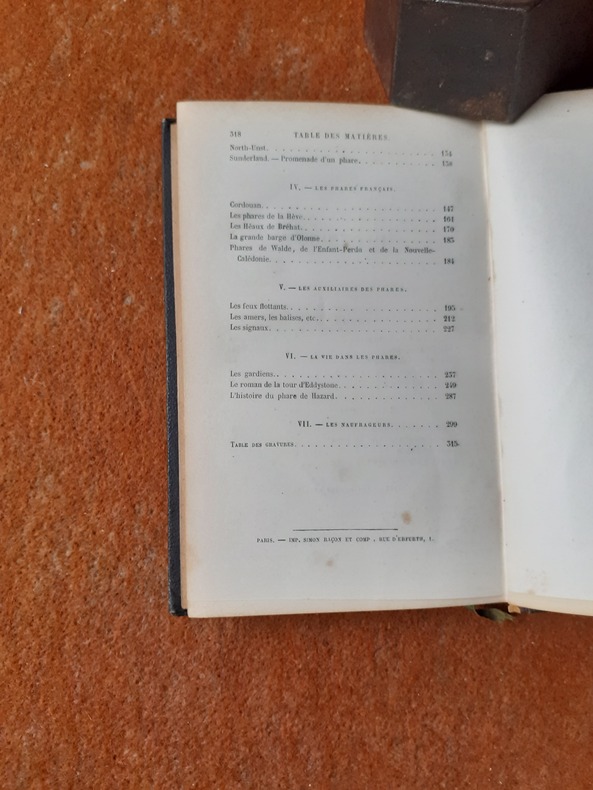 318 TABLE DES MATIÈRES.
North-Unst. . . . . . . . . . . . . . . . . 154
Sunderland. — Promenade d'un phare. . . . . . . . 158
IV. — LES PHARES FRANÇAIS.
Cordouan. . . . . . . . . . . . . . . . . 147
Les phares de la Hève. . . . . . . . . . . . . 161
Les Héaux de Bréhat. . . . . . . . . . . . . 170
La grande barge d'Olonne. . . . . . . . . . . . 183
Phares de Walde, de l'Enfant-Perdu et de la Nouvelle-
Calédonie. . . . . . . . . . . . . . . . 184
V. — LES AUXILIAIRES DES PHARES.
Les feux flottants. . . . . . . . . . . . . . 195
Les amers, les balises, etc. . . . . . . . . . . . 212
Les signaux. . . . . . . . . . . . . . . . 227
VI. — LA VIE DANS LES PHARES.
Les gardiens. . . . . . . . . . . . . . . . 237
Le roman de la tour d'Eddystone. . . . . . . . . . 249
L'histoire du phare de Hazard. . . . . . . . . . . 287
VII. — LES NAUFRAGEURS. . . . . . . 299
TABLE DES GRAVURES. . . . . . . . . . . . . . 315
PARIS. — IMP. SIMON RAÇON ET COMP., RUE D'ERFURTH, 1.